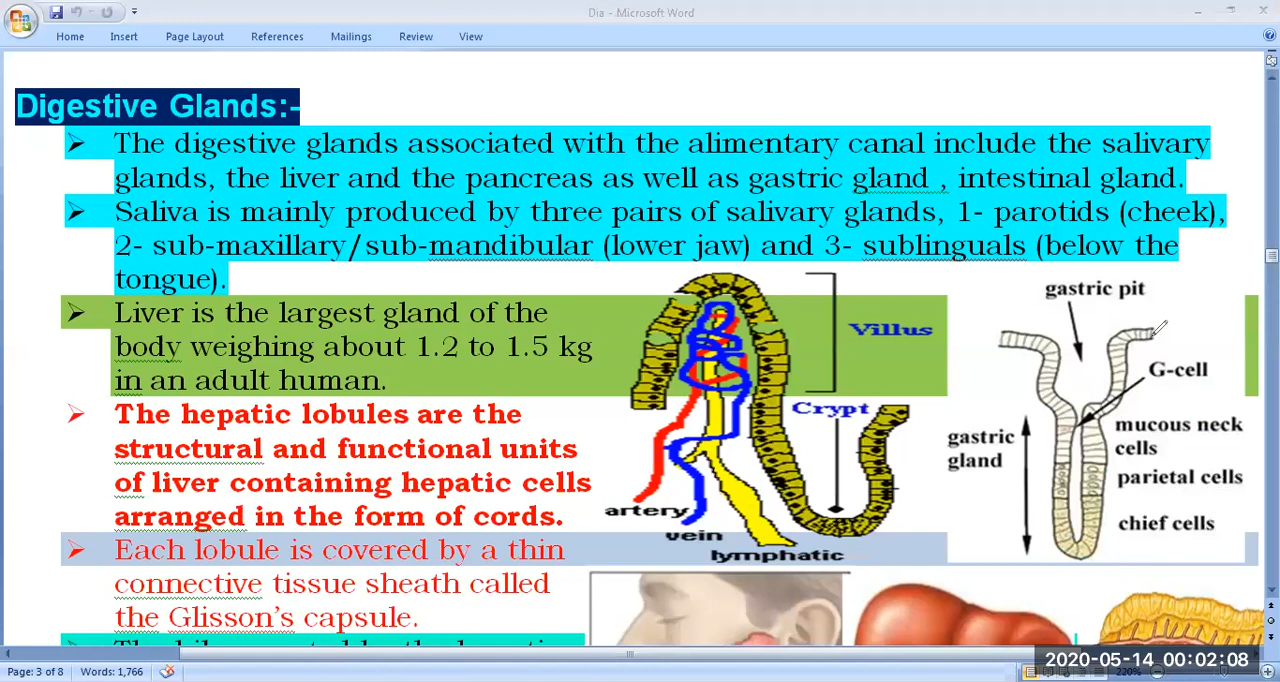 Dia - Microsoft Word
Home Insert Page Layout References Mailings Review View
Digestive Glands:-
The digestive glands associated with the alimentary canal include the salivary
glands, the liver and the pancreas as well as gastric gland , intestinal gland.
Saliva is mainly produced by three pairs of salivary glands, 1- parotids (cheek),
2- sub-maxillary/sub-mandibular (lower jaw) and 3- sublinguals (below the
tongue).
Liver is the largest gland of the
body weighing about 1.2 to 1.5 kg
in an adult human.
The hepatic lobules are the
structural and functional units
of liver containing hepatic cells
arranged in the form of cords.
Each lobule is covered by a thin
connective tissue sheath called
the Glisson's capsule.
Villus
Crypt
artery
vein
lymphatic
gastric pit
G-cell
gastric
gland
mucous neck
cells
parietal cells
chief cells
Page: 3 of 8 Words: 1,766
2020-05-14 00:02:08
220%